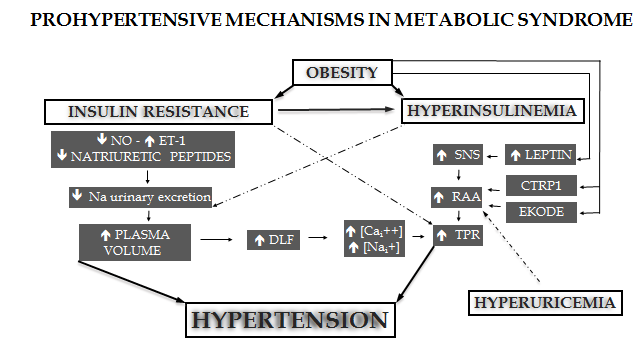 PROHYPERTENSIVE MECHANISMS IN METABOLIC SYNDROME
OBESITY
INSULIN RESISTANCE
HYPERINSULINEMIA
↓ NO - ↑ ET-1
↓ NATRIURETIC PEPTIDES
↑ SNS
↑ LEPTIN
↓ Na urinary excretion
↑ RAA
CTRP1
EKODE
↑ PLASMA
VOLUME
↑ DLF
↑ [Caᵢ++]
↑ [Naᵢ+]
↑ TPR
HYPERTENSION
HYPERURICEMIA